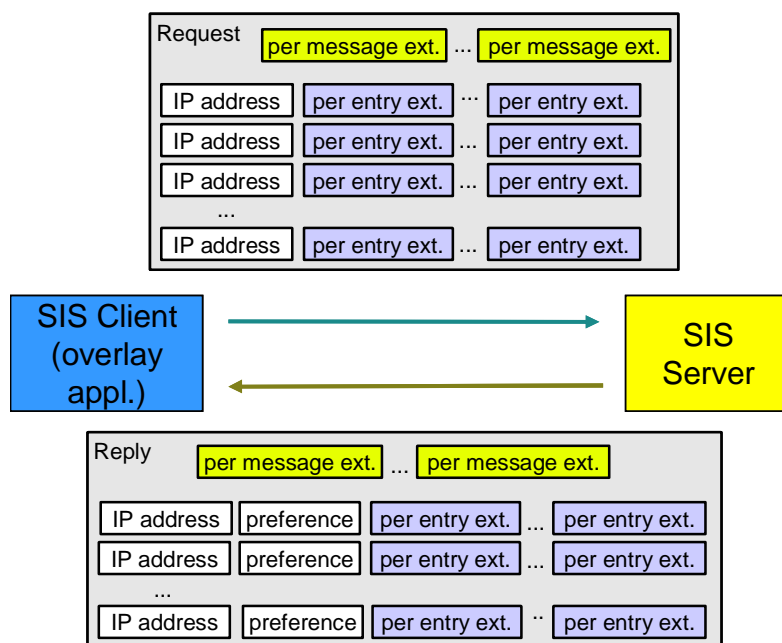 Request
per message ext. ... per message ext.
IP address per entry ext. ... per entry ext.
IP address per entry ext. ... per entry ext.
IP address per entry ext. ... per entry ext.
...
IP address per entry ext. ... per entry ext.
SIS Client
(overlay
appl.)
SIS
Server
Reply
per message ext. ... per message ext.
IP address preference per entry ext. ... per entry ext.
IP address preference per entry ext. ... per entry ext.
...
IP address preference per entry ext. .. per entry ext.